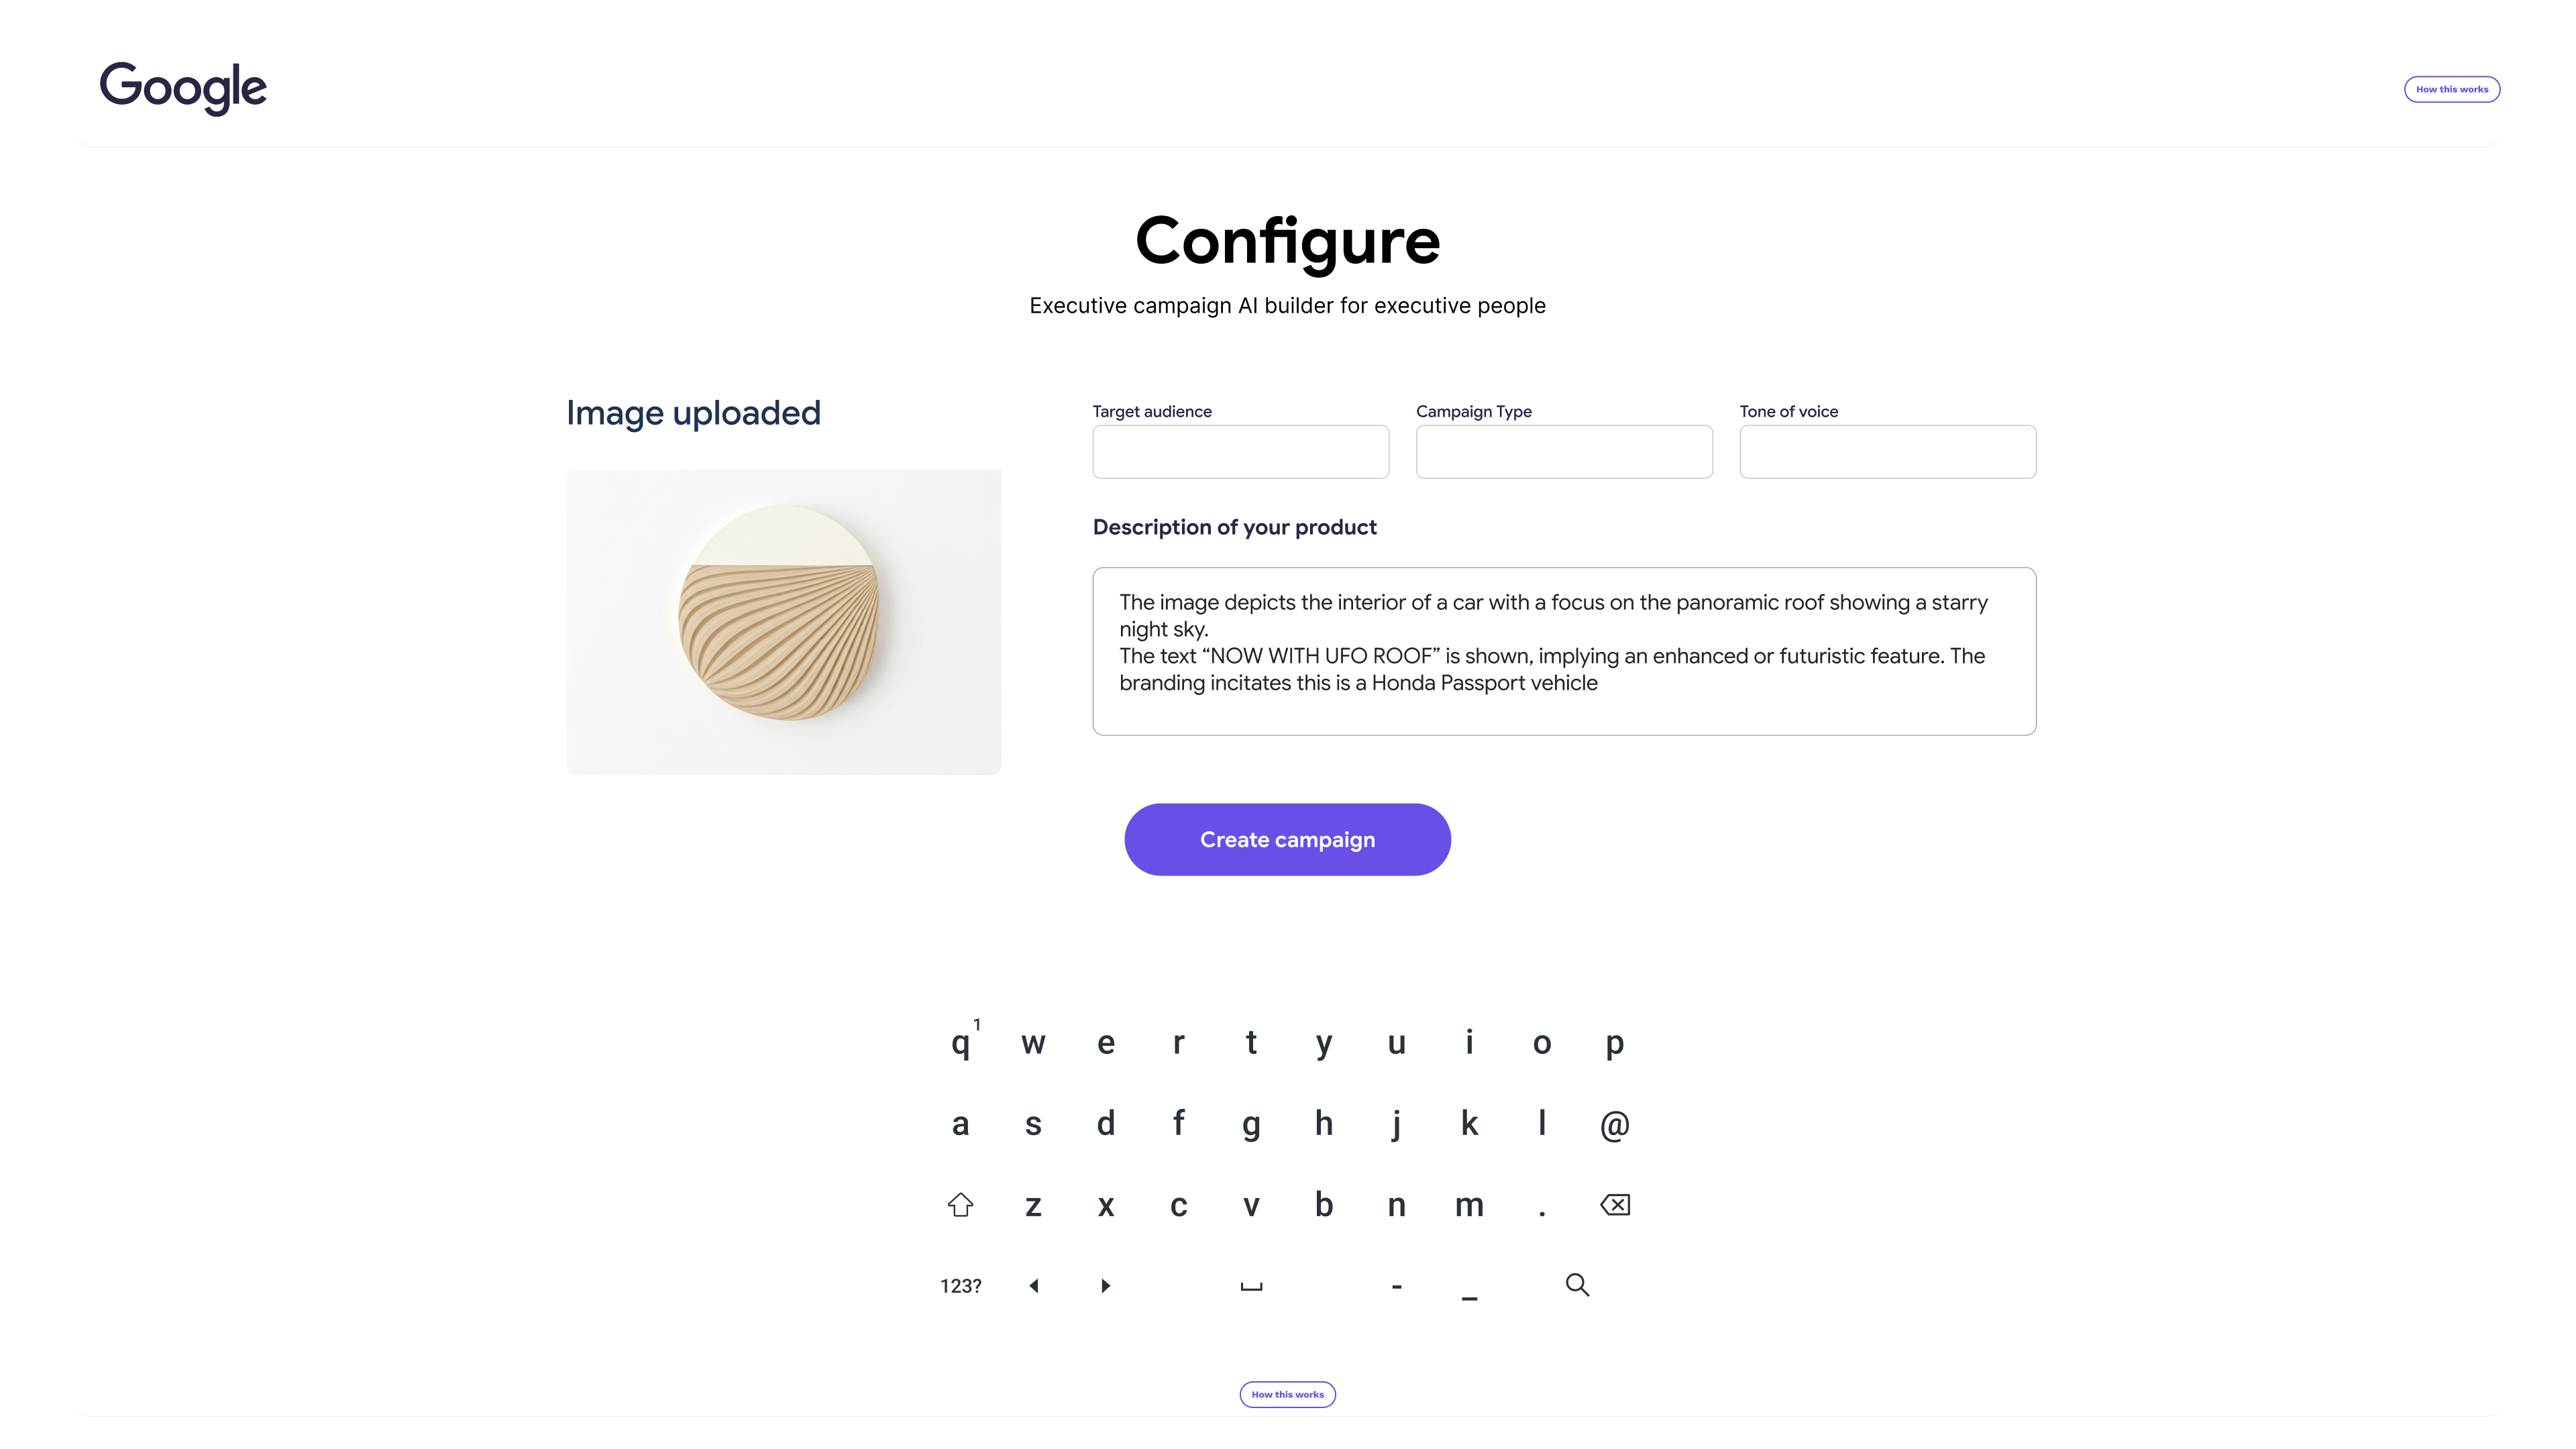 Google
How this works
Configure
Executive campaign AI builder for executive people
Image uploaded
Target audience
Campaign Type
Tone of voice
Description of your product
The image depicts the interior of a car with a focus on the panoramic roof showing a starry
night sky.
The text “NOW WITH UFO ROOF” is shown, implying an enhanced or futuristic feature. The
branding incitates this is a Honda Passport vehicle
Create campaign
q 1 w e r t y u i o p
a s d f g h j k l @
z x c v b n m .
123? - _
How this works